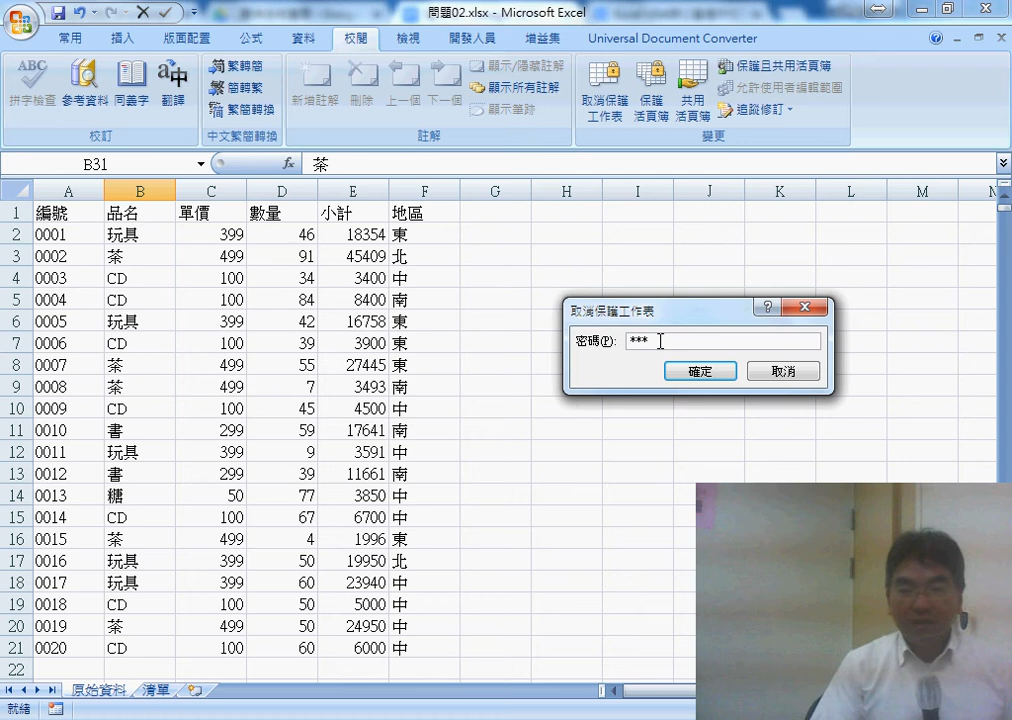 問題02.xlsx - Microsoft Excel
常用 插入 版面配置 公式 資料 校閱 檢視 開發人員 增益集 Universal Document Converter
ABC 拼字檢查 參考資料 同義字 翻譯
校訂
繁轉簡
簡轉繁
繁簡轉換
中文繁簡轉換
新增註解 刪除 上一個 下一個
顯示/隱藏註解
顯示所有註解
顯示筆跡
註解
取消保護工作表 保護活頁簿 共用活頁簿
保護且共用活頁簿
允許使用者編輯範圍
追蹤修訂
變更
B31 fx 茶
A B C D E F G H I J K L M N
1 編號 品名 單價 數量 小計 地區
2 0001 玩具 399 46 18354 東
3 0002 茶 499 91 45409 北
4 0003 CD 100 34 3400 中
5 0004 CD 100 84 8400 南
6 0005 玩具 399 42 16758 東
7 0006 CD 100 39 3900 東
8 0007 茶 499 55 27445 東
9 0008 茶 499 7 3493 南
10 0009 CD 100 45 4500 中
11 0010 書 299 59 17641 南
12 0011 玩具 399 9 3591 中
13 0012 書 299 39 11661 南
14 0013 糖 50 77 3850 中
15 0014 CD 100 67 6700 中
16 0015 茶 499 4 1996 東
17 0016 玩具 399 50 19950 北
18 0017 玩具 399 60 23940 中
19 0018 CD 100 50 5000 中
20 0019 茶 499 50 24950 中
21 0020 CD 100 60 6000 中
22
取消保護工作表
密碼(P): ***
確定 取消
原始資料 清單
就緒